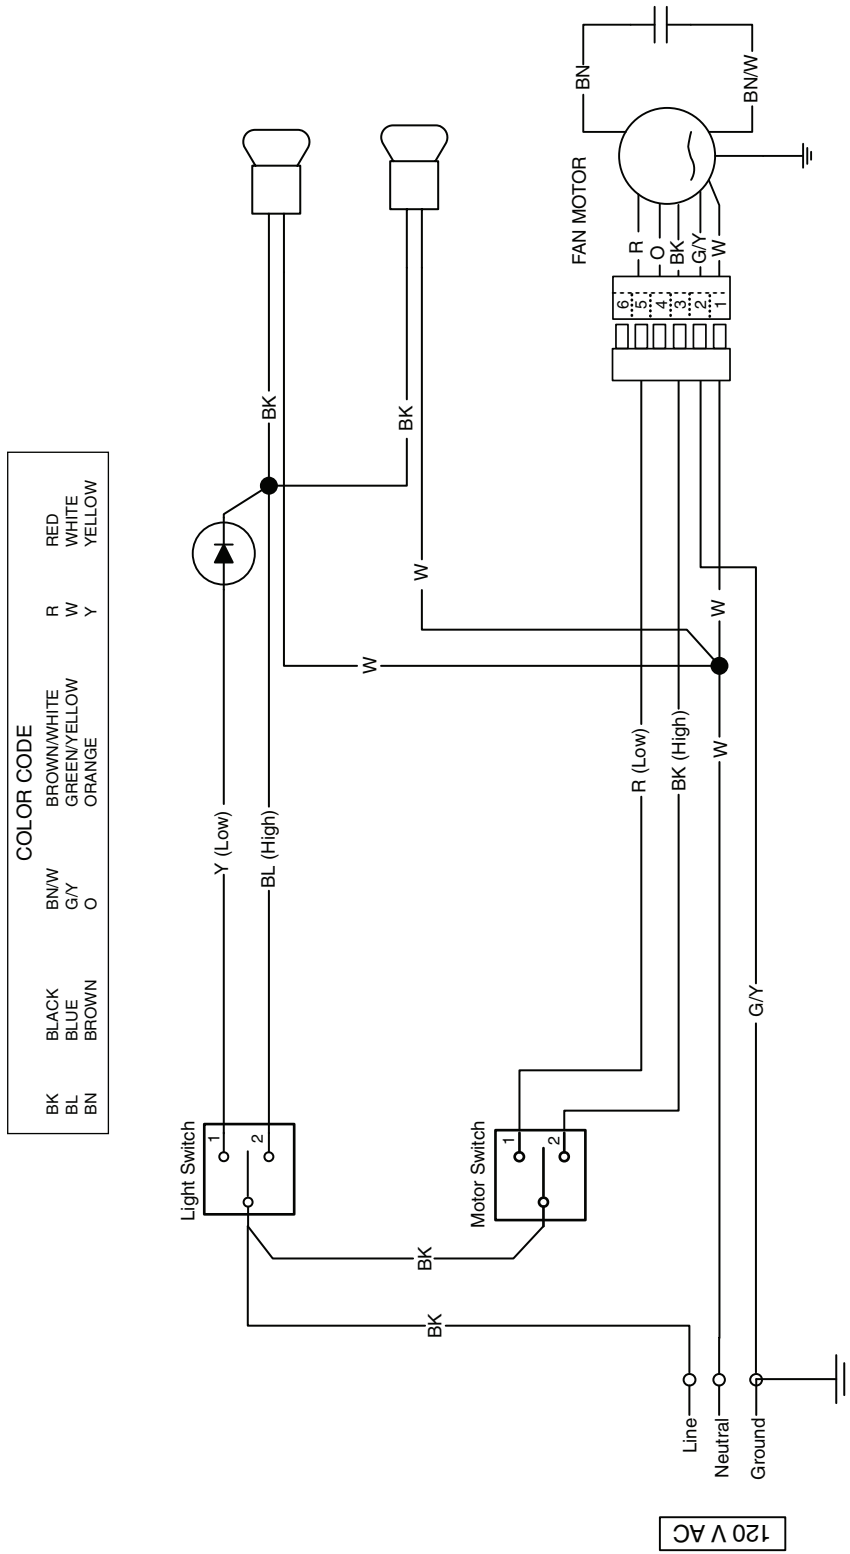 COLOR CODE
BK BLACK BN/W BROWN/WHITE R RED
BL BLUE G/Y GREEN/YELLOW W WHITE
BN BROWN O ORANGE Y YELLOW
Light Switch
1
2
Y (Low)
BL (High)
BK
BK
W
W
BK
BK
Motor Switch
1
2
R (Low)
BK (High)
W
W
G/Y
FAN MOTOR
BN
BN/W
R
O
BK
G/Y
W
6
5
4
3
2
1
Line
Neutral
Ground
120 V AC